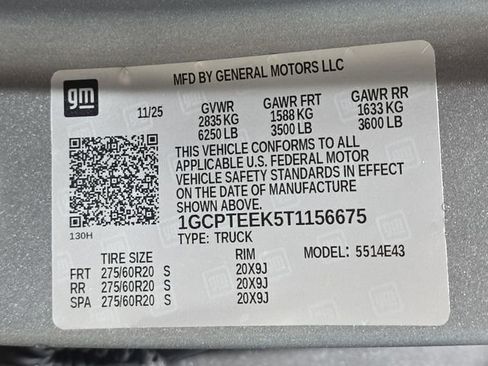 gm
MFD BY GENERAL MOTORS LLC
11/25 GVWR GAWR FRT GAWR RR
2835 KG 1588 KG 1633 KG
6250 LB 3500 LB 3600 LB
THIS VEHICLE CONFORMS TO ALL
APPLICABLE U.S. FEDERAL MOTOR
VEHICLE SAFETY STANDARDS IN EFFECT
ON THE DATE OF MANUFACTURE
SHOWN ABOVE.
130H
1GCPTEEK5T1156675
TYPE: TRUCK
MODEL: 5514E43
TIRE SIZE RIM
FRT 275/60R20 S 20X9J
RR 275/60R20 S 20X9J
SPA 275/60R20 S 20X9J